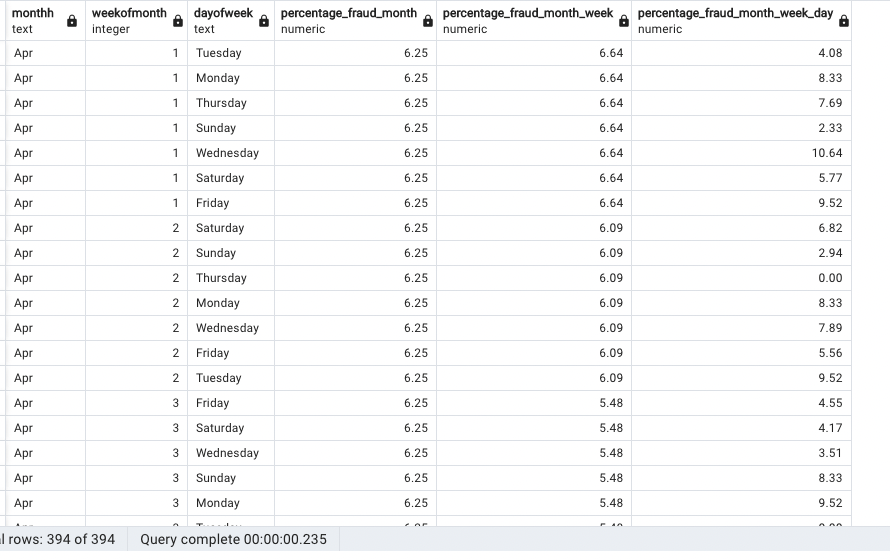 monthh weekofmonth dayofweek percentage_fraud_month percentage_fraud_month_week percentage_fraud_month_week_day
text integer text numeric numeric numeric
Apr 1 Tuesday 6.25 6.64 4.08
Apr 1 Monday 6.25 6.64 8.33
Apr 1 Thursday 6.25 6.64 7.69
Apr 1 Sunday 6.25 6.64 2.33
Apr 1 Wednesday 6.25 6.64 10.64
Apr 1 Saturday 6.25 6.64 5.77
Apr 1 Friday 6.25 6.64 9.52
Apr 2 Saturday 6.25 6.09 6.82
Apr 2 Sunday 6.25 6.09 2.94
Apr 2 Thursday 6.25 6.09 0.00
Apr 2 Monday 6.25 6.09 8.33
Apr 2 Wednesday 6.25 6.09 7.89
Apr 2 Friday 6.25 6.09 5.56
Apr 2 Tuesday 6.25 6.09 9.52
Apr 3 Friday 6.25 5.48 4.55
Apr 3 Saturday 6.25 5.48 4.17
Apr 3 Wednesday 6.25 5.48 3.51
Apr 3 Sunday 6.25 5.48 8.33
Apr 3 Monday 6.25 5.48 9.52
l rows: 394 of 394 Query complete 00:00:00.235